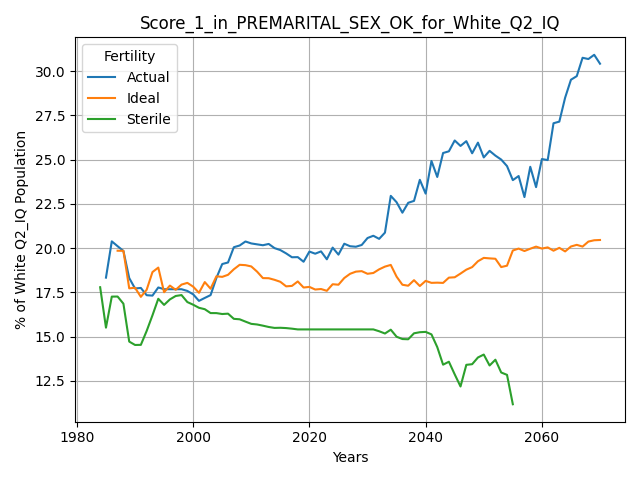 Score_1_in_PREMARITAL_SEX_OK_for_White_Q2_IQ
Fertility
Actual
Ideal
Sterile
% of White Q2_IQ Population
30.0
27.5
25.0
22.5
20.0
17.5
15.0
12.5
1980
2000
2020
2040
2060
Years